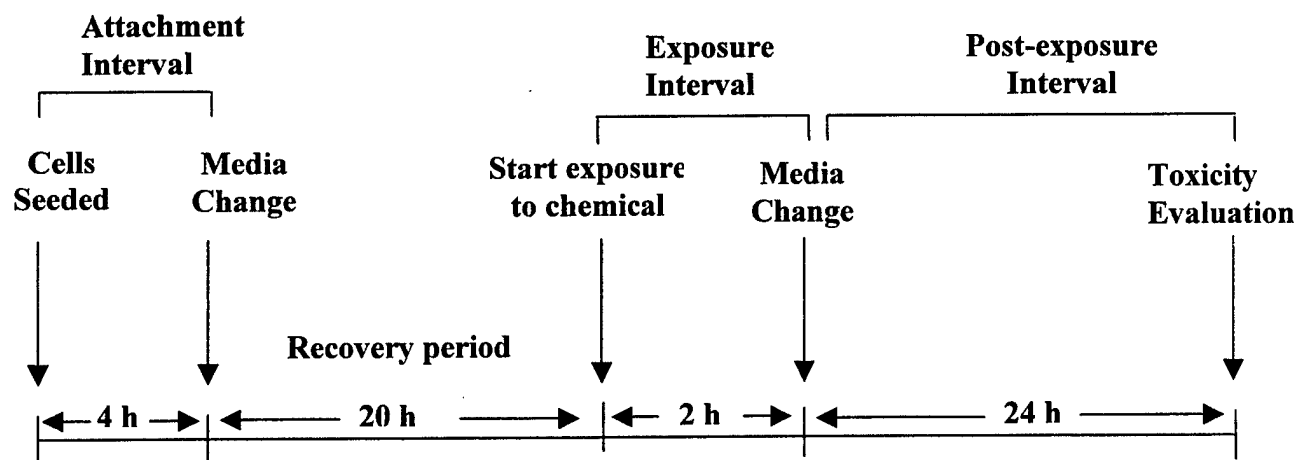 Attachment
Interval
Exposure
Interval
Post-exposure
Interval
Cells
Seeded
Media
Change
Start exposure
to chemical
Media
Change
Toxicity
Evaluation
Recovery period
4 h
20 h
2 h
24 h